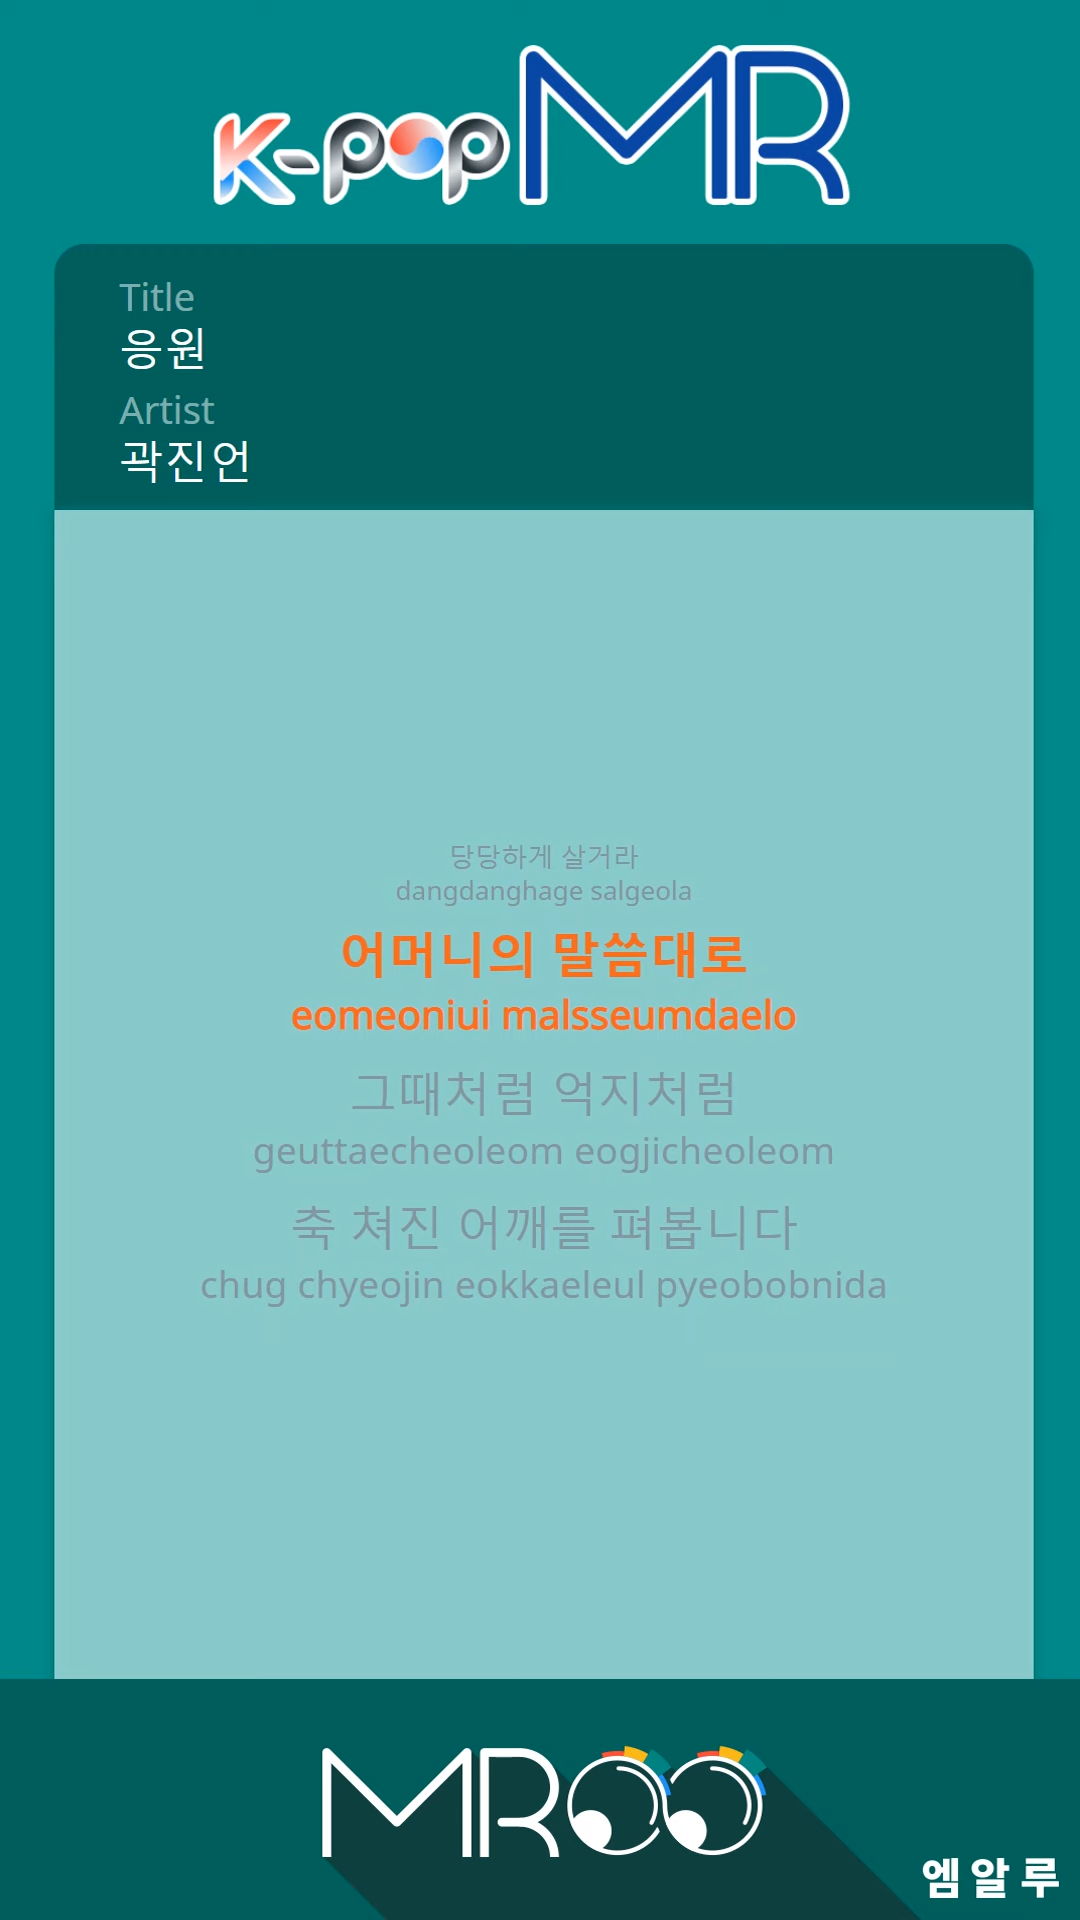 K-pop MR
Title
응원
Artist
곽진언
당당하게 살거라
dangdanghage salgeola
어머니의 말씀대로
eomeoniui malsseumdaelo
그때처럼 억지처럼
geuttaecheoleom eogjicheoleom
축 쳐진 어깨를 펴봅니다
chug chyeojin eokkaeleul pyeobobnida
MROO
엠알루